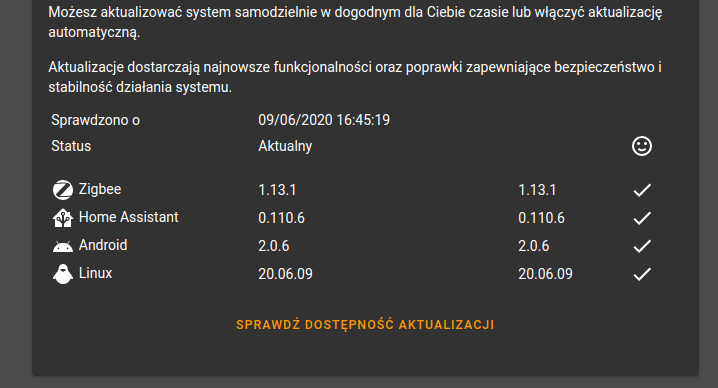 Możesz aktualizować system samodzielnie w dogodnym dla Ciebie czasie lub włączyć aktualizację
automatyczną.
Aktualizacje dostarczają najnowsze funkcjonalności oraz poprawki zapewniające bezpieczeństwo i
stabilność działania systemu.
Sprawdzono o 09/06/2020 16:45:19
Status Aktualny
Zigbee 1.13.1 1.13.1
Home Assistant 0.110.6 0.110.6
Android 2.0.6 2.0.6
Linux 20.06.09 20.06.09
SPRAWDŹ DOSTĘPNOŚĆ AKTUALIZACJI